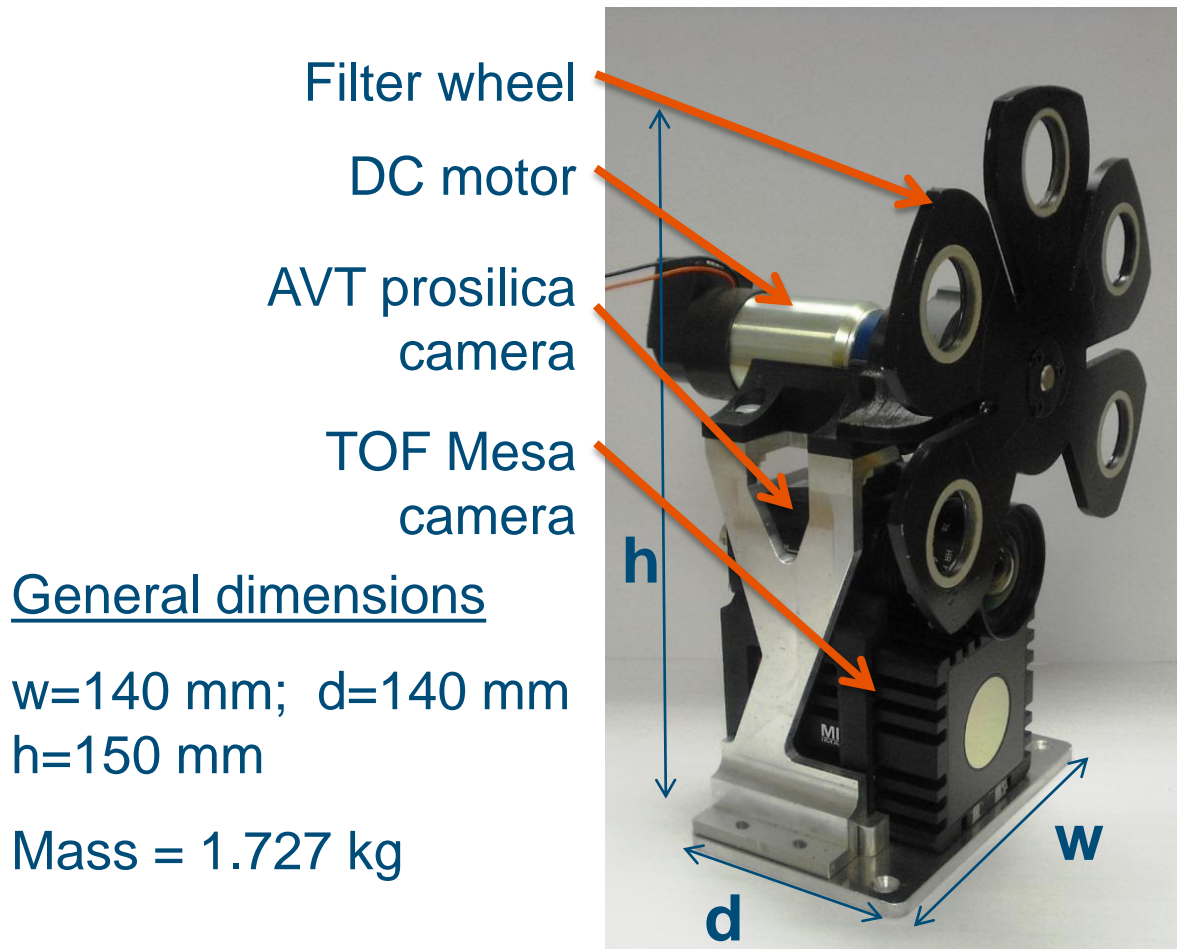 Filter wheel
DC motor
AVT prosilica
camera
TOF Mesa
camera
General dimensions
w=140 mm;  d=140 mm
h=150 mm
Mass = 1.727 kg
h
w
d